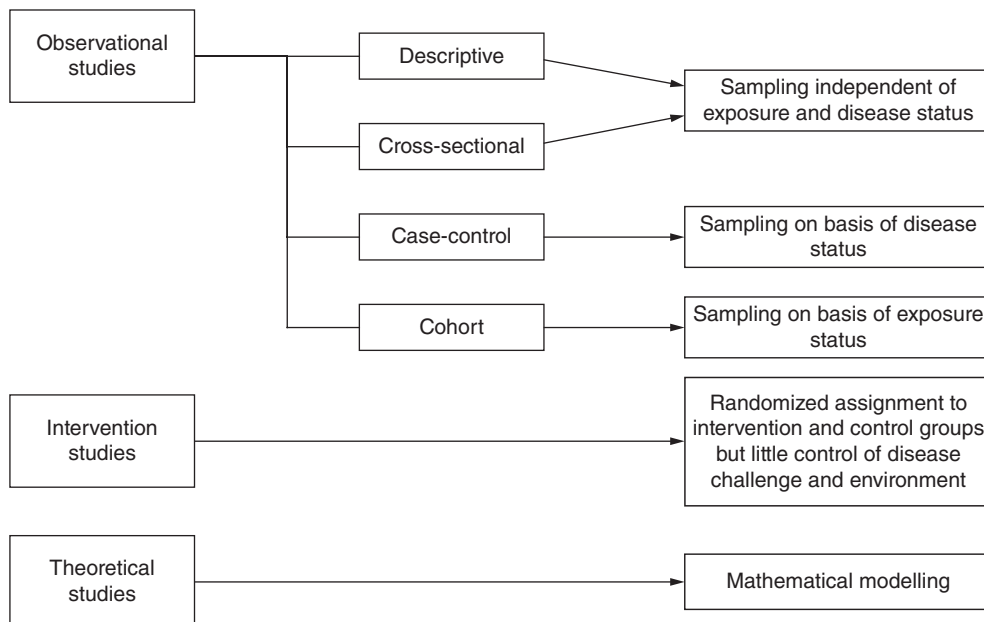 Observational
studies
Descriptive
Sampling independent of
exposure and disease status
Cross-sectional
Case-control
Sampling on basis of disease
status
Cohort
Sampling on basis of exposure
status
Intervention
studies
Randomized assignment to
intervention and control groups
but little control of disease
challenge and environment
Theoretical
studies
Mathematical modelling